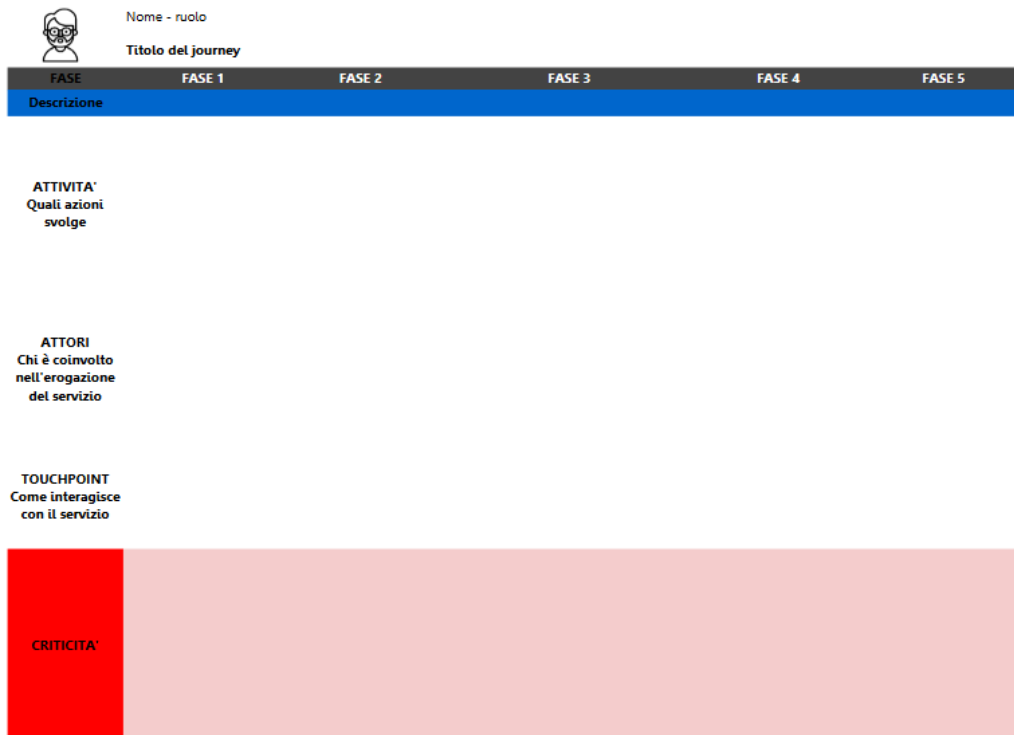 Nome - ruolo
Titolo del journey
FASE FASE 1 FASE 2 FASE 3 FASE 4 FASE 5
Descrizione
ATTIVITA'
Quali azioni
svolge
ATTORI
Chi è coinvolto
nell'erogazione
del servizio
TOUCHPOINT
Come interagisce
con il servizio
CRITICITA'